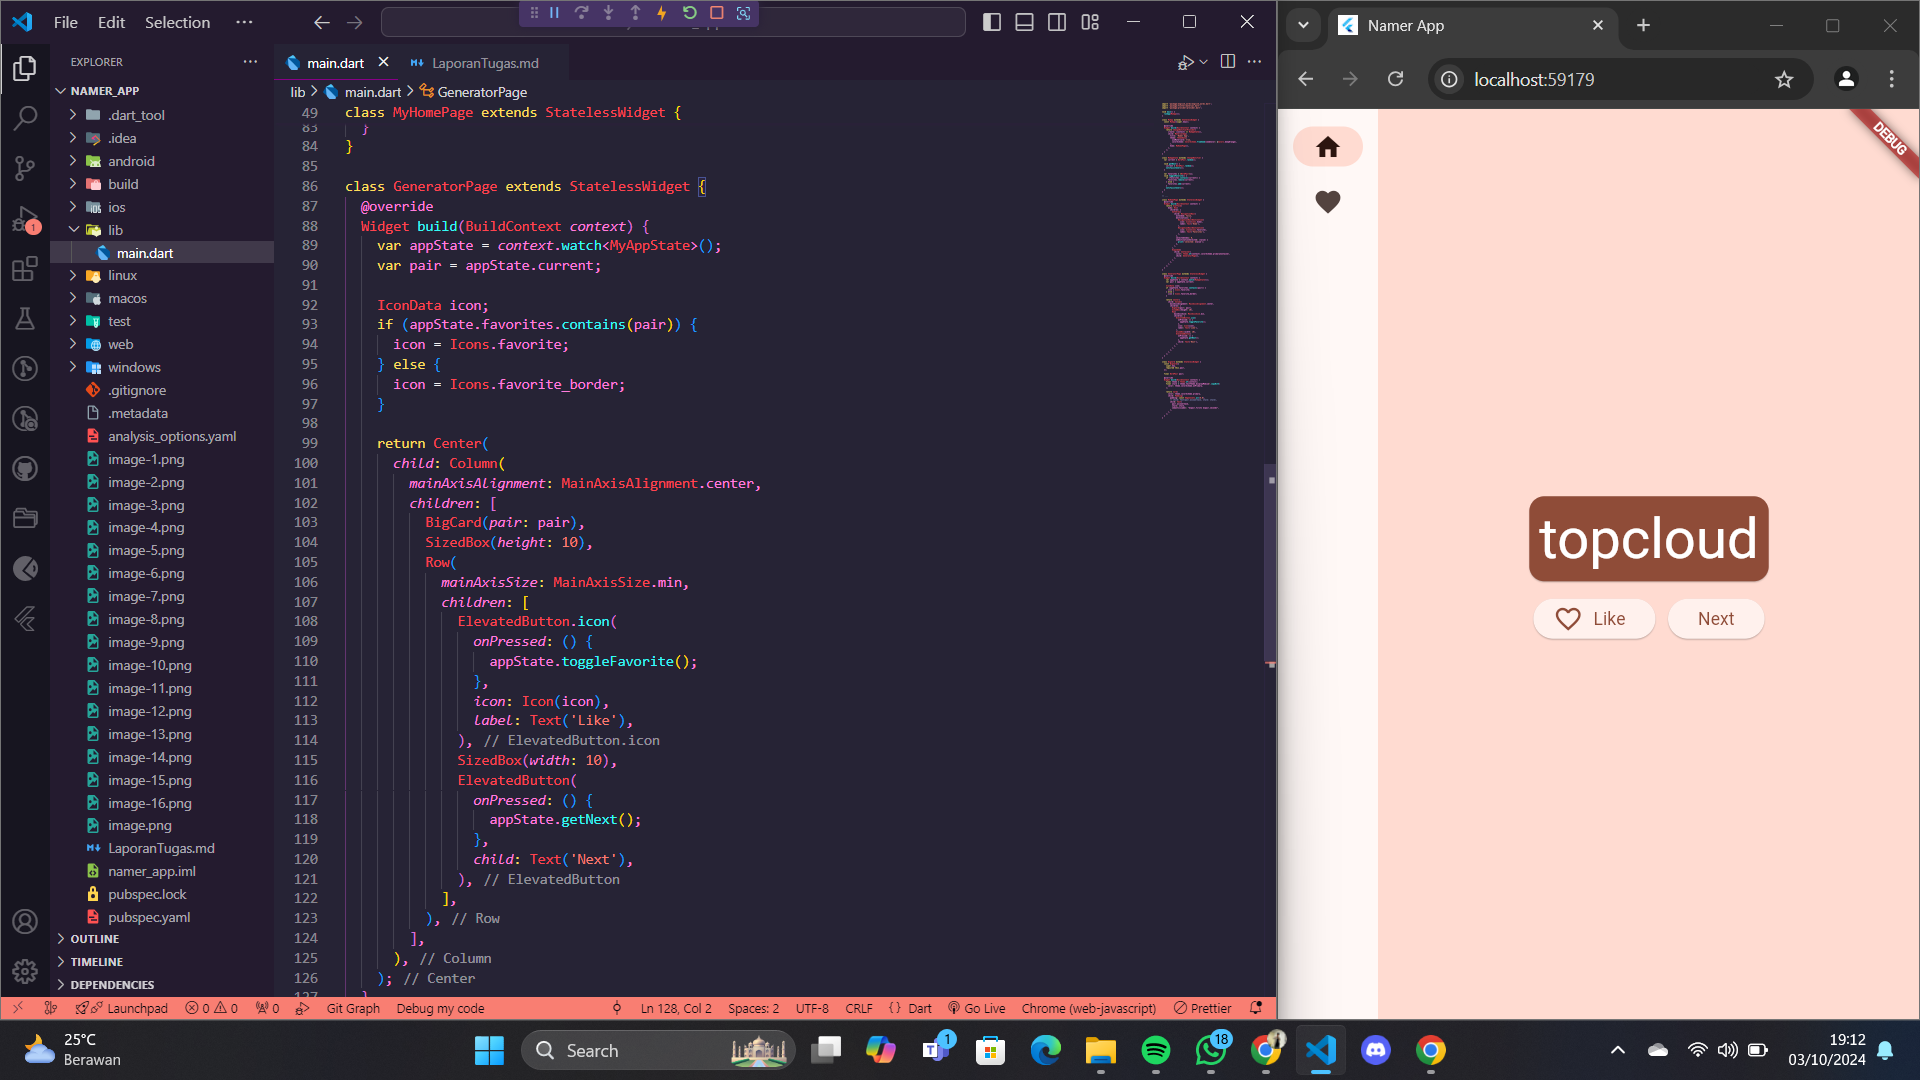 File Edit Selection ···
EXPLORER
NAMER_APP
.dart_tool
.idea
android
build
ios
lib
main.dart
linux
macos
test
web
windows
.gitignore
.metadata
analysis_options.yaml
image-1.png
image-2.png
image-3.png
image-4.png
image-5.png
image-6.png
image-7.png
image-8.png
image-9.png
image-10.png
image-11.png
image-12.png
image-13.png
image-14.png
image-15.png
image-16.png
image.png
LaporanTugas.md
namer_app.iml
pubspec.lock
pubspec.yaml
OUTLINE
TIMELINE
DEPENDENCIES
1
main.dart LaporanTugas.md
lib > main.dart > GeneratorPage
49 class MyHomePage extends StatelessWidget {
83 }
84 }
85
86 class GeneratorPage extends StatelessWidget {
87 @override
88 Widget build(BuildContext context) {
89 var appState = context.watch<MyAppState>();
90 var pair = appState.current;
91
92 IconData icon;
93 if (appState.favorites.contains(pair)) {
94 icon = Icons.favorite;
95 } else {
96 icon = Icons.favorite_border;
97 }
98
99 return Center(
100 child: Column(
101 mainAxisAlignment: MainAxisAlignment.center,
102 children: [
103 BigCard(pair: pair),
104 SizedBox(height: 10),
105 Row(
106 mainAxisSize: MainAxisSize.min,
107 children: [
108 ElevatedButton.icon(
109 onPressed: () {
110 appState.toggleFavorite();
111 },
112 icon: Icon(icon),
113 label: Text('Like'),
114 ), // ElevatedButton.icon
115 SizedBox(width: 10),
116 ElevatedButton(
117 onPressed: () {
118 appState.getNext();
119 },
120 child: Text('Next'),
121 ), // ElevatedButton
122 ],
123 ), // Row
124 ],
125 ), // Column
126 ); // Center
127 }
Launchpad 0 0 0 Git Graph Debug my code Ln 128, Col 2 Spaces: 2 UTF-8 CRLF {} Dart Go Live Chrome (web-javascript) Prettier
Namer App
localhost:59179
DEBUG
topcloud
Like Next
25°C
Berawan
Search
1
18
19:12
03/10/2024